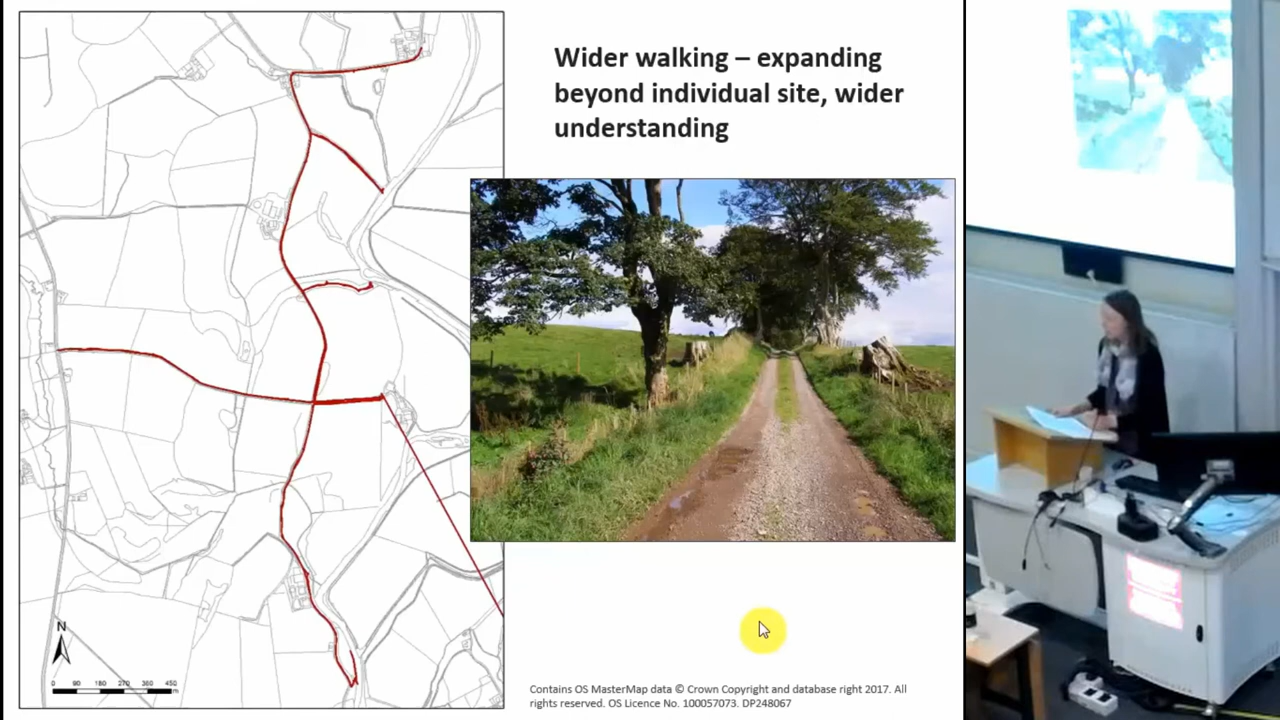 Wider walking – expanding
beyond individual site, wider
understanding
N
0 90 180 270 360 450
m
Contains OS MasterMap data © Crown Copyright and database right 2017. All
rights reserved. OS Licence No. 100057073. DP248067